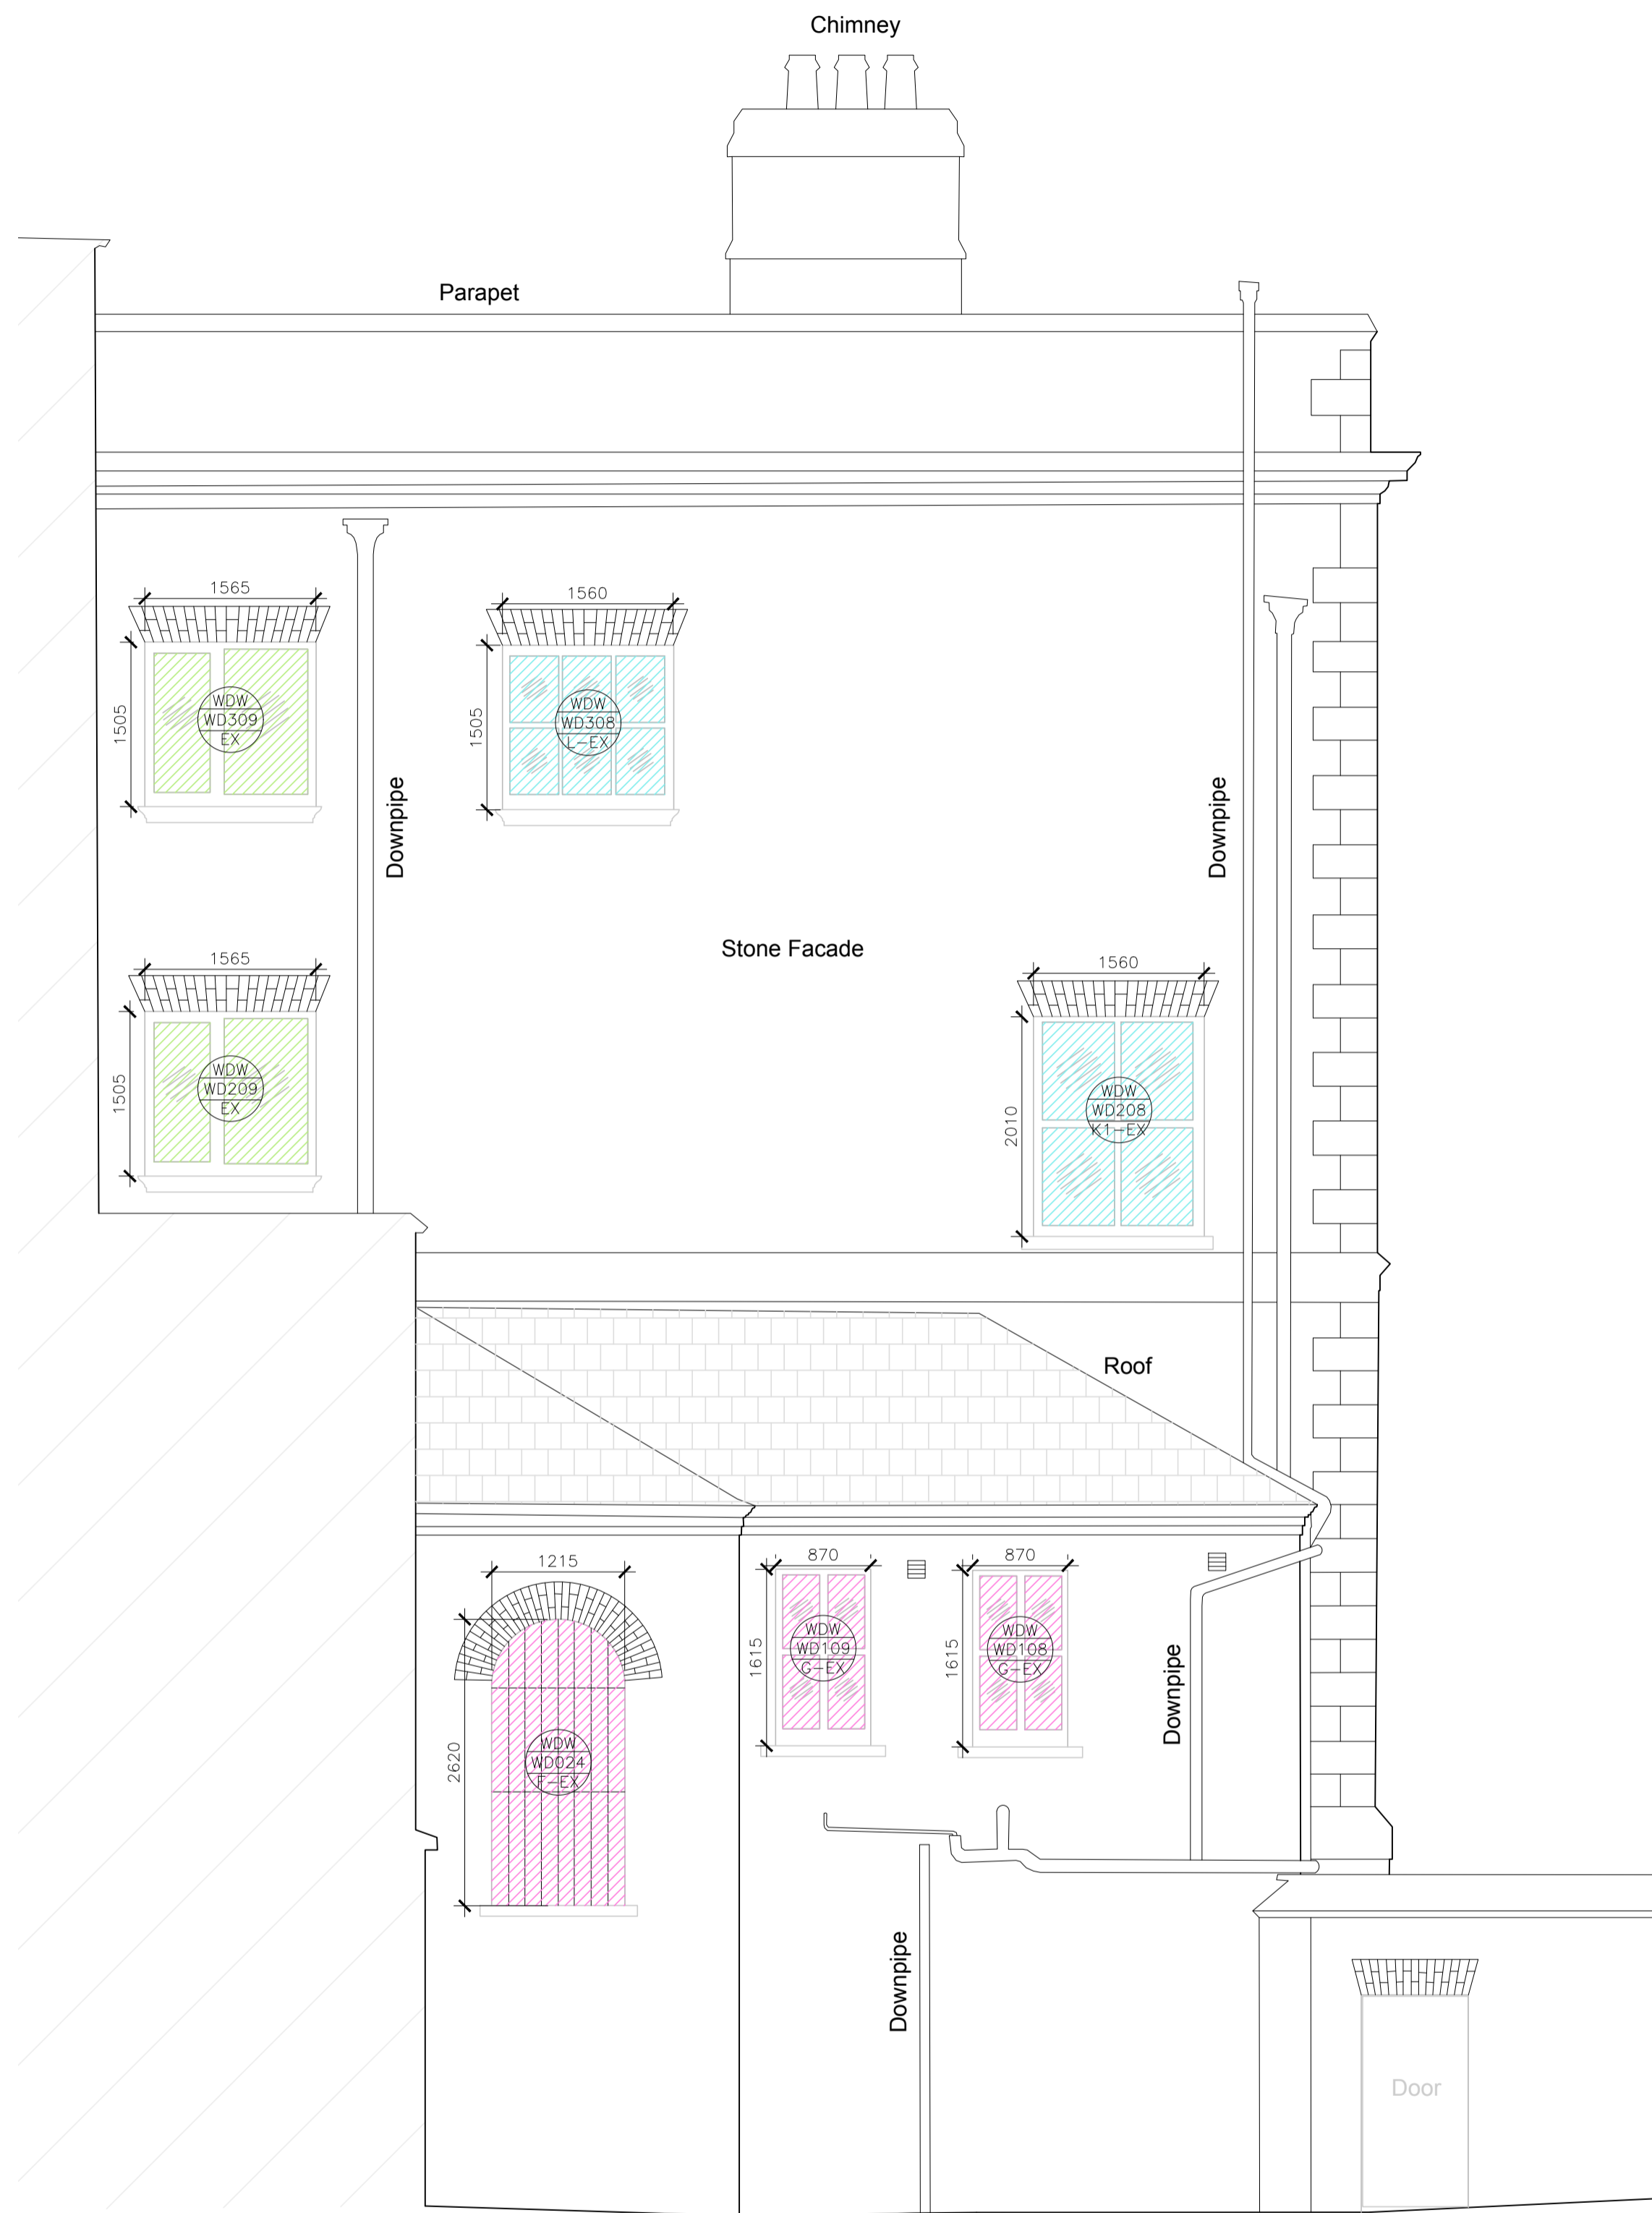 Chimney
Parapet
1565
1505
WDW
WD309
EX
1560
1505
WDW
WD308
L-EX
Downpipe
Downpipe
Stone Facade
1565
1505
WDW
WD209
EX
1560
2010
WDW
WD208
K1-EX
Roof
1215
2620
WDW
WD024
F-EX
870
1615
WDW
WD109
G-EX
870
1615
WDW
WD108
G-EX
Downpipe
Downpipe
Door